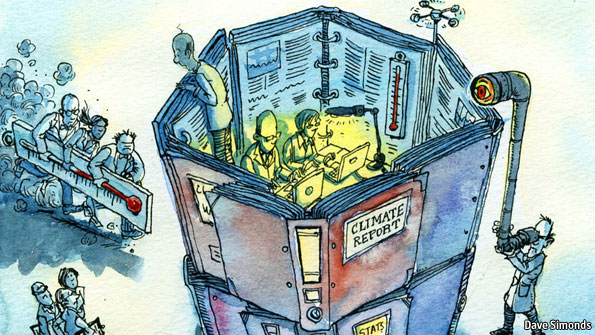 CLIMATE
REPORT
STATS
Dave Simonds